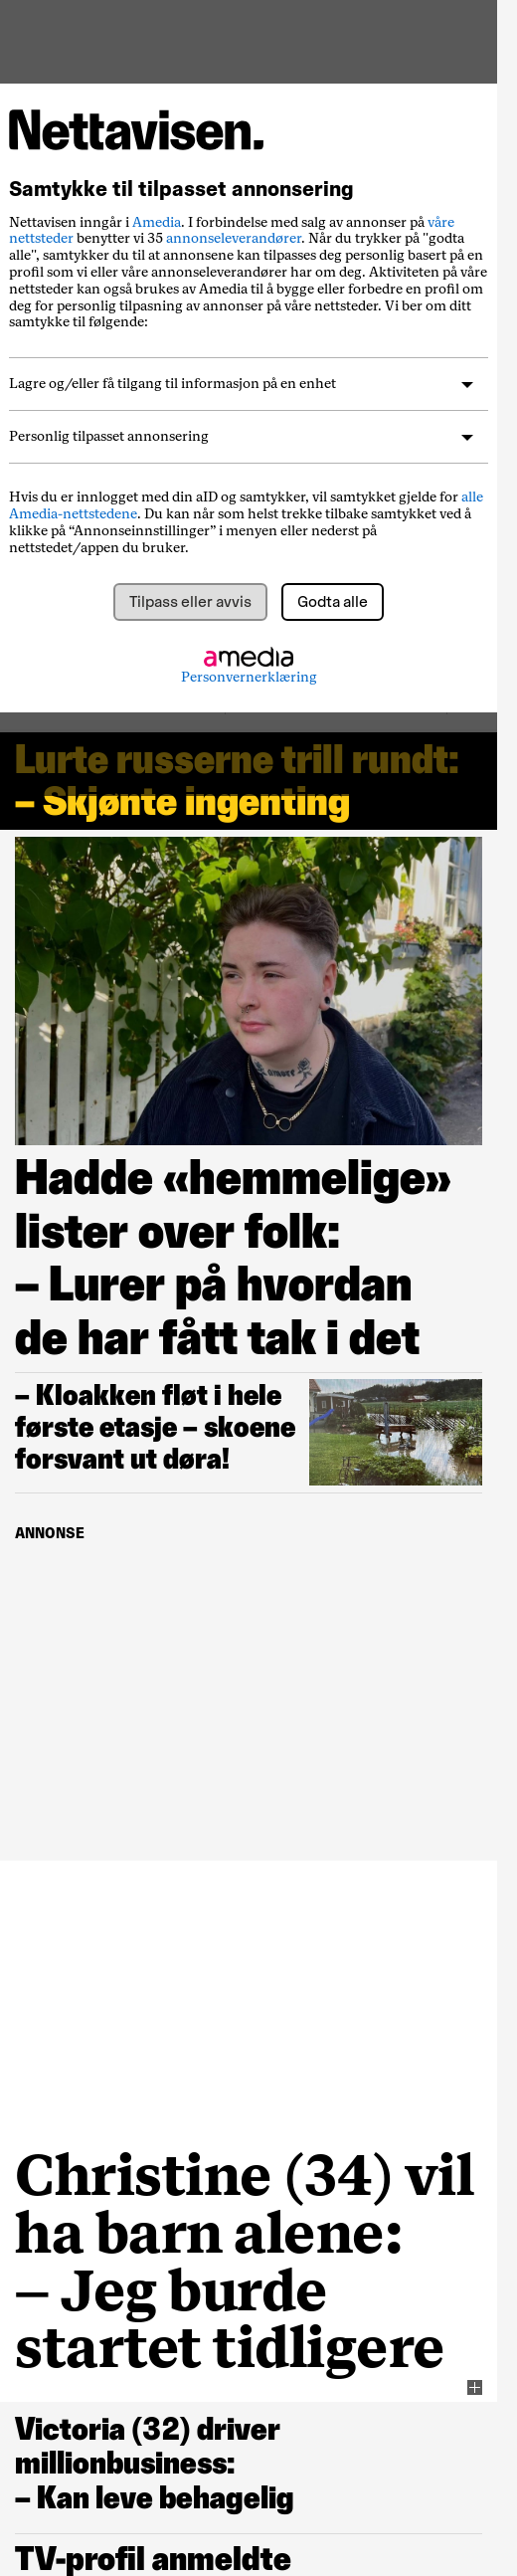 Nettavisen.
Samtykke til tilpasset annonsering
Nettavisen inngår i Amedia. I forbindelse med salg av annonser på våre
nettsteder benytter vi 35 annonseleverandører. Når du trykker på "godta
alle", samtykker du til at annonsene kan tilpasses deg personlig basert på en
profil som vi eller våre annonseleverandører har om deg. Aktiviteten på våre
nettsteder kan også brukes av Amedia til å bygge eller forbedre en profil om
deg for personlig tilpasning av annonser på våre nettsteder. Vi ber om ditt
samtykke til følgende:
Lagre og/eller få tilgang til informasjon på en enhet
Personlig tilpasset annonsering
Hvis du er innlogget med din aID og samtykker, vil samtykket gjelde for alle
Amedia-nettstedene. Du kan når som helst trekke tilbake samtykket ved å
klikke på “Annonseinnstillinger” i menyen eller nederst på
nettstedet/appen du bruker.
Tilpass eller avvis Godta alle
amedia
Personvernerklæring
Lurte russerne trill rundt:
– Skjønte ingenting
amore
Hadde «hemmelige»
lister over folk:
– Lurer på hvordan
de har fått tak i det
– Kloakken fløt i hele
første etasje – skoene
forsvant ut døra!
ANNONSE
Christine (34) vil
ha barn alene:
– Jeg burde
startet tidligere
Victoria (32) driver
millionbusiness:
– Kan leve behagelig
TV-profil anmeldte